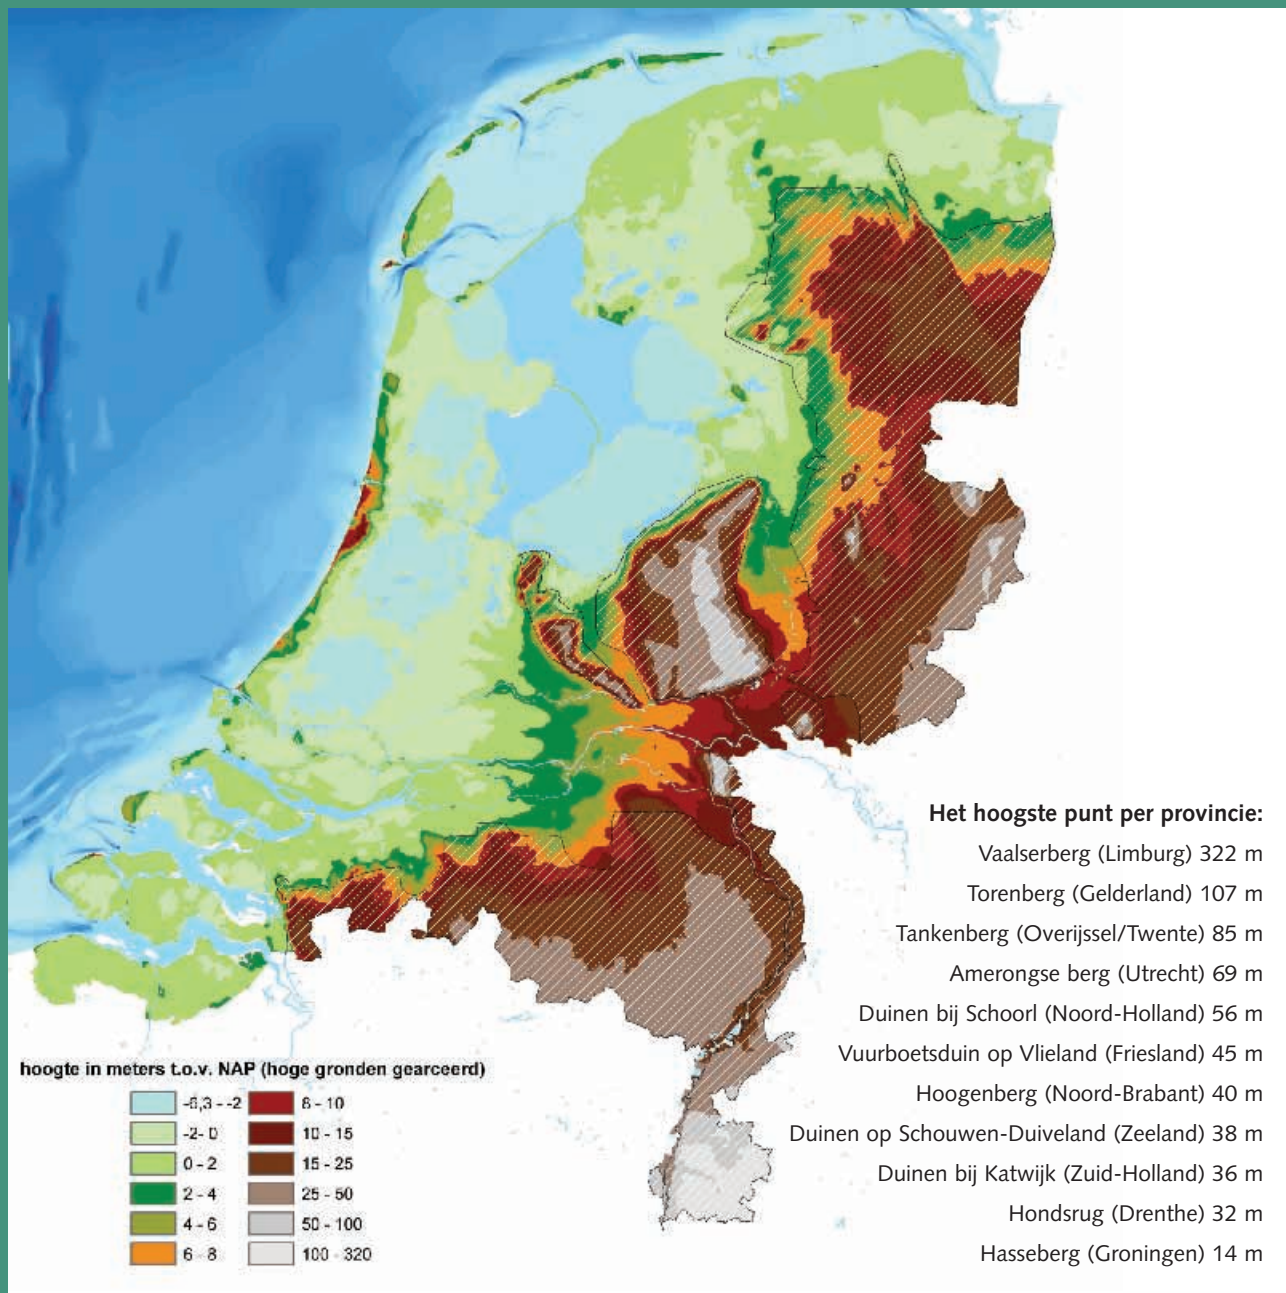 Het hoogste punt per provincie:
Vaalserberg (Limburg) 322 m
Torenberg (Gelderland) 107 m
Tankenberg (Overijssel/Twente) 85 m
Amerongse berg (Utrecht) 69 m
Duinen bij Schoorl (Noord-Holland) 56 m
Vuurboetsduin op Vlieland (Friesland) 45 m
Hoogenberg (Noord-Brabant) 40 m
Duinen op Schouwen-Duiveland (Zeeland) 38 m
Duinen bij Katwijk (Zuid-Holland) 36 m
Hondsrug (Drenthe) 32 m
Hasseberg (Groningen) 14 m
hoogte in meters t.o.v. NAP (hoge gronden gearceerd)
-6,3 - -2
-2- 0
0 - 2
2 - 4
4 - 6
6 - 8
8 - 10
10 - 15
15 - 25
25 - 50
50 - 100
100 - 320